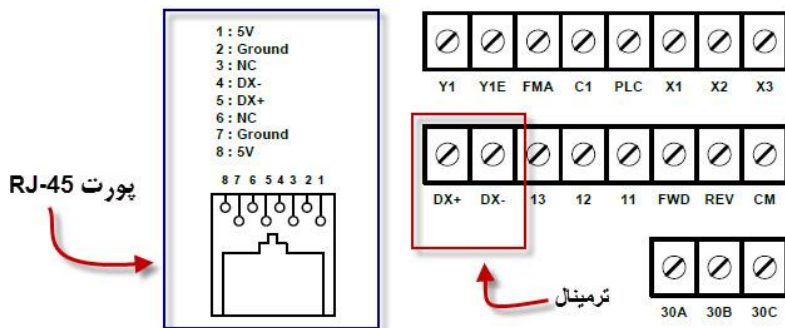 1 : 5V
2 : Ground
3 : NC
4 : DX-
5 : DX+
6 : NC
7 : Ground
8 : 5V
8 7 6 5 4 3 2 1
پورت RJ-45
Y1 Y1E FMA C1 PLC X1 X2 X3
DX+ DX- 13 12 11 FWD REV CM
ترمینال
30A 30B 30C